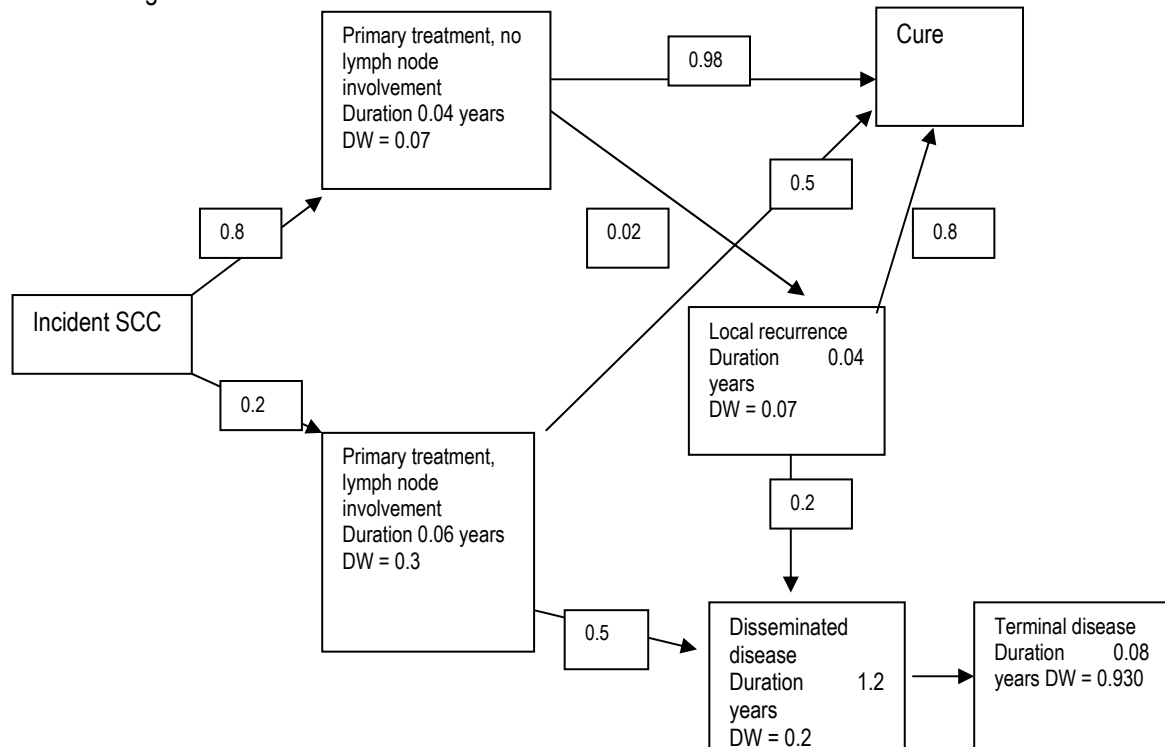 Primary treatment, no
lymph node
involvement
Duration 0.04 years
DW = 0.07
0.98
Cure
0.5
0.8
0.02
0.8
Incident SCC
Local recurrence
Duration 0.04
years
DW = 0.07
0.2
Primary treatment,
lymph node
involvement
Duration 0.06 years
DW = 0.3
0.2
0.5
Disseminated
disease
Duration 1.2
years
DW = 0.2
Terminal disease
Duration 0.08
years DW = 0.930